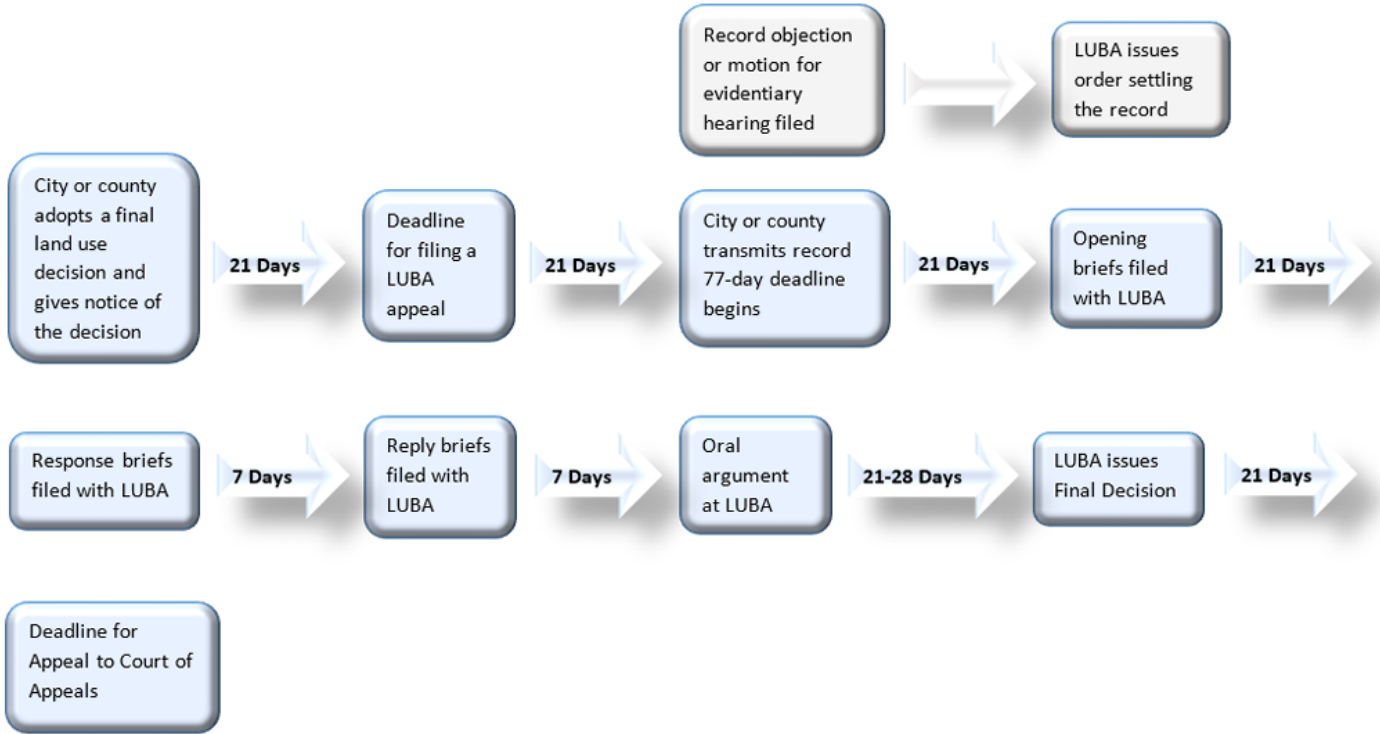 Record objection
or motion for
evidentiary
hearing filed
LUBA issues
order settling
the record
City or county
adopts a final
land use
decision and
gives notice of
the decision
21 Days
Deadline
for filing a
LUBA
appeal
21 Days
City or county
transmits record
77-day deadline
begins
21 Days
Opening
briefs filed
with LUBA
21 Days
Response briefs
filed with LUBA
7 Days
Reply briefs
filed with
LUBA
7 Days
Oral
argument
at LUBA
21-28 Days
LUBA issues
Final Decision
21 Days
Deadline for
Appeal to Court of
Appeals